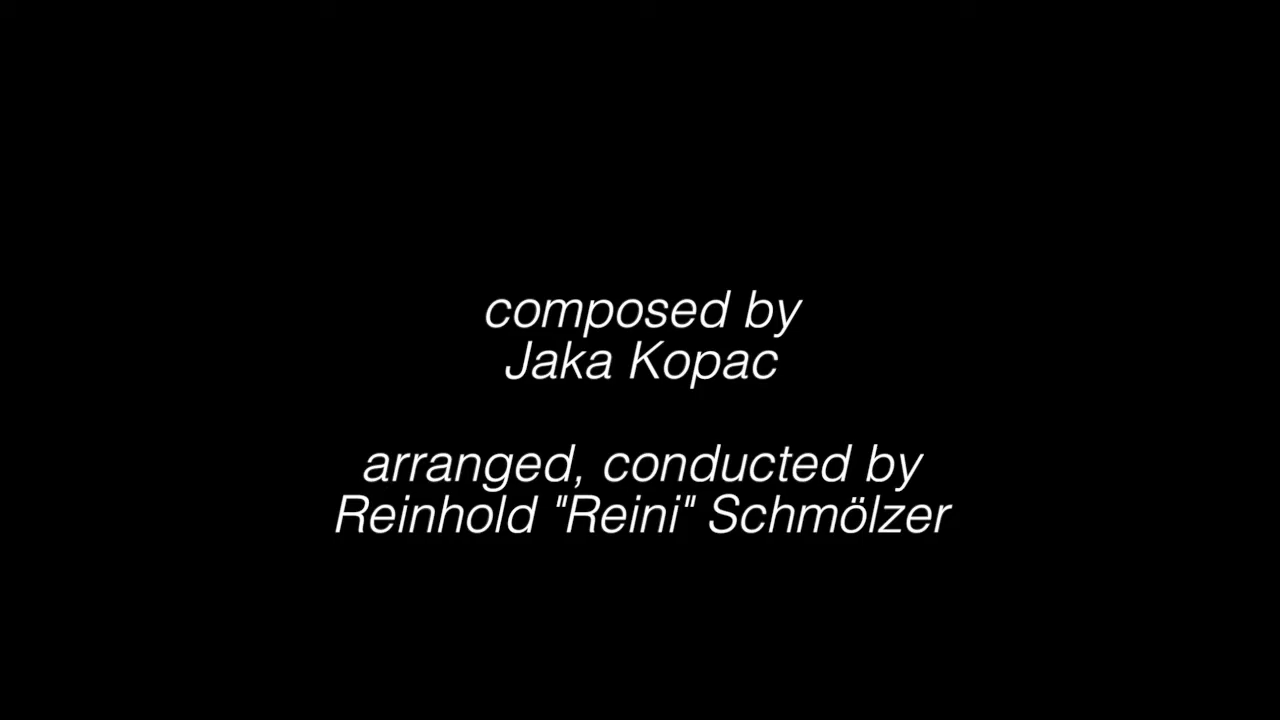 composed by
Jaka Kopac
arranged, conducted by
Reinhold "Reini" Schmölzer